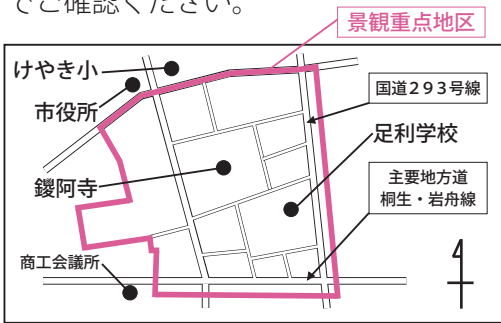 でご確認ください。
景観重点地区
けやき小
市役所
国道293号線
足利学校
鑁阿寺
主要地方道
桐生・岩舟線
商工会議所
4